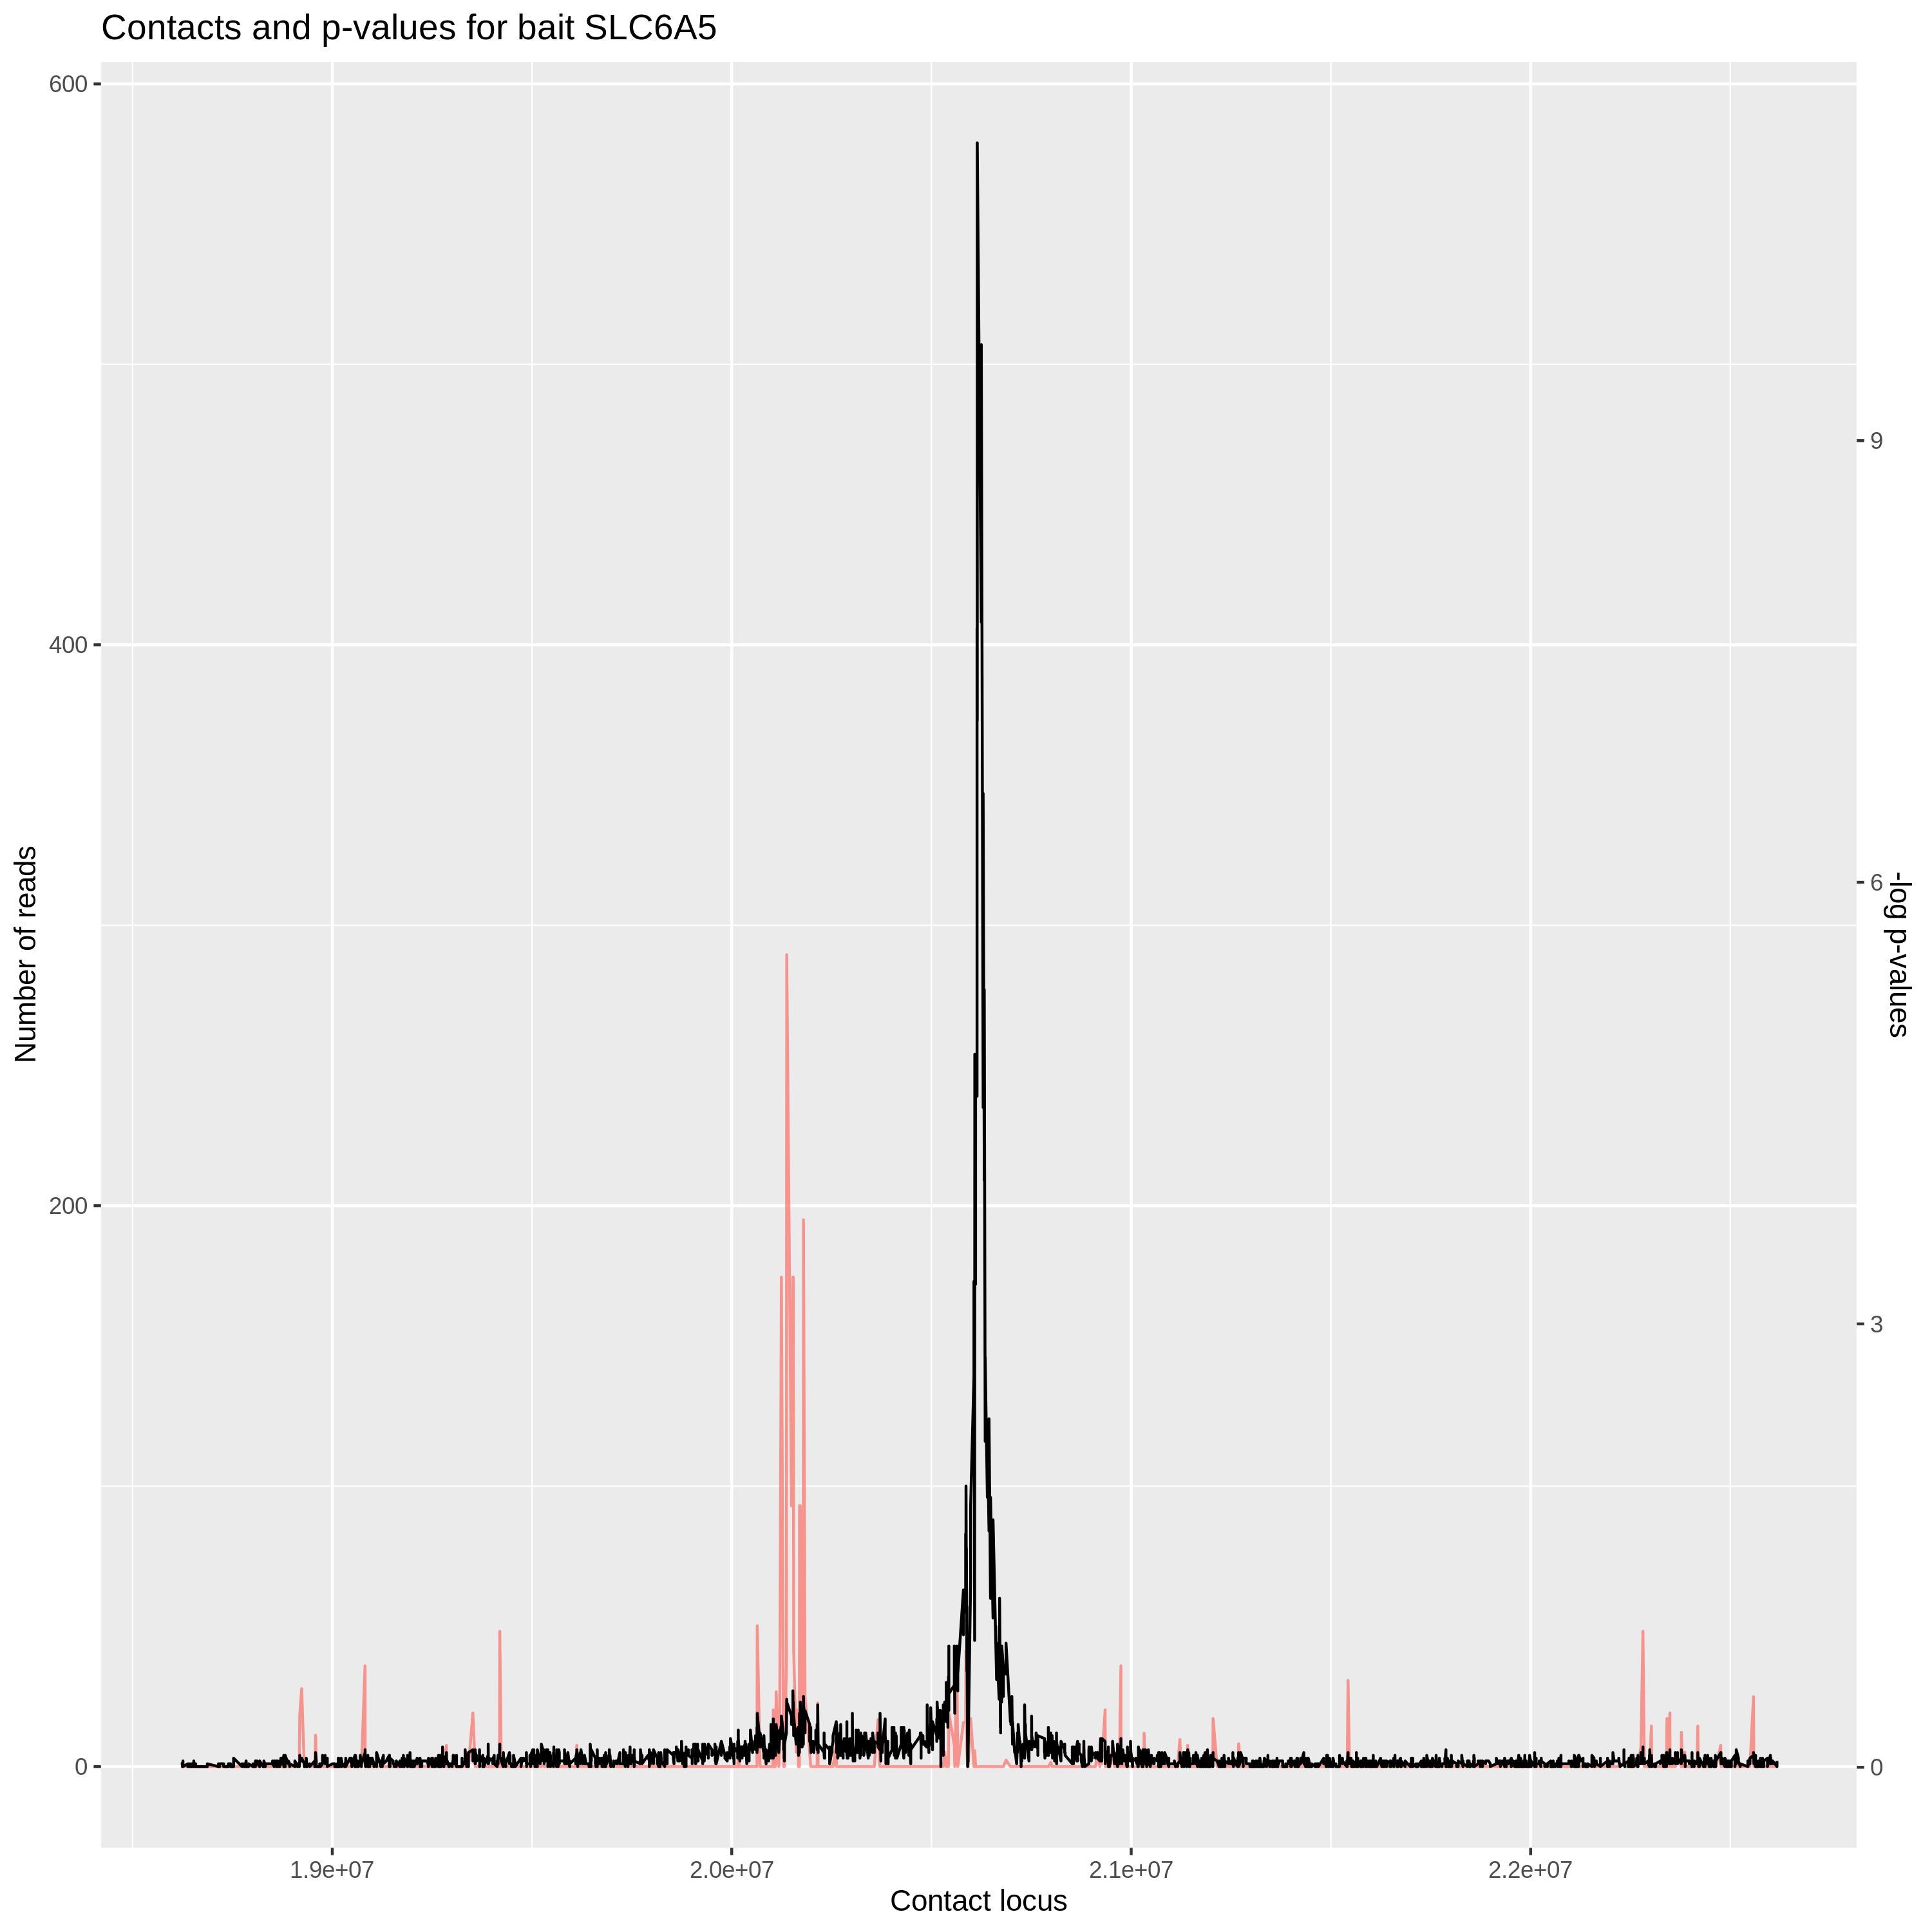 Contacts and p-values for bait SLC6A5
600
400
200
0
Number of reads
9
6
3
0
-log p-values
1.9e+07
2.0e+07
2.1e+07
2.2e+07
Contact locus